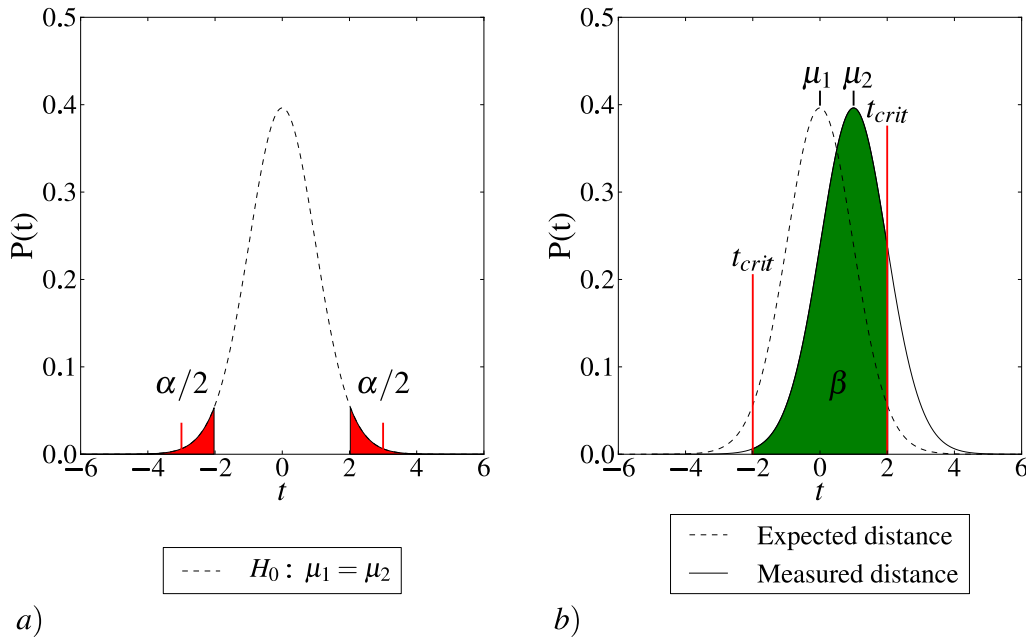 0.5
0.4
0.3
0.2
0.1
0.0
P(t)
α/2
α/2
−6 −4 −2 0 2 4 6
t
H₀ : μ₁ = μ₂
a)
0.5
0.4
0.3
0.2
0.1
0.0
P(t)
μ₁ μ₂
t_crit
t_crit
β
−6 −4 −2 0 2 4 6
t
Expected distance
Measured distance
b)